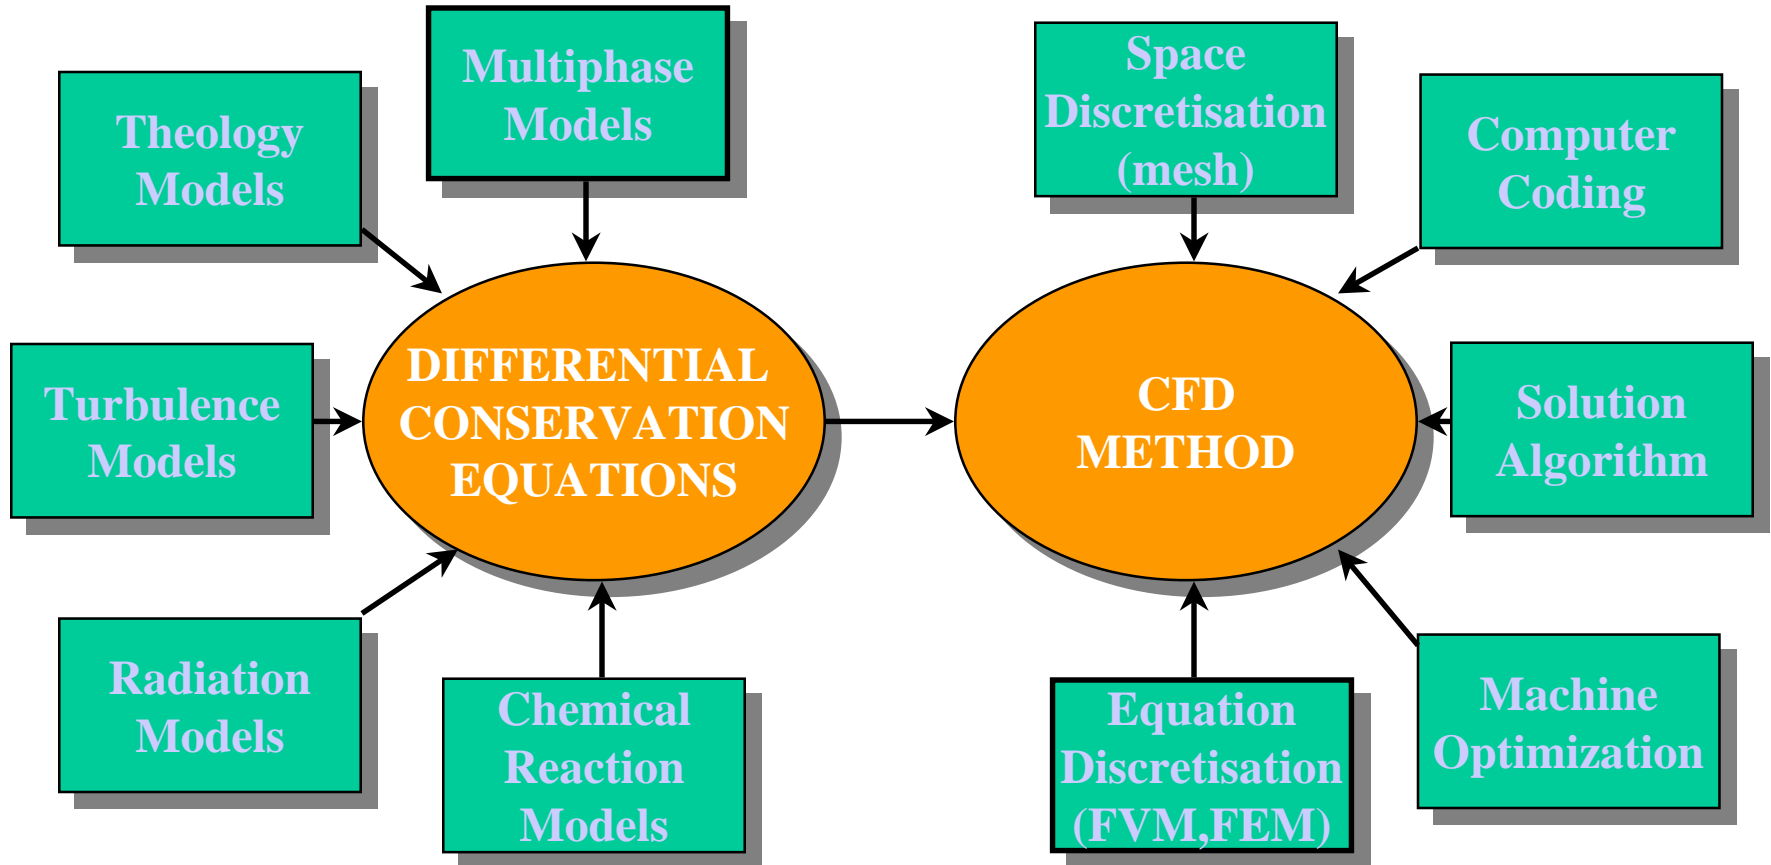 Multiphase
Models
Theology
Models
Turbulence
Models
Radiation
Models
Chemical
Reaction
Models
DIFFERENTIAL
CONSERVATION
EQUATIONS
CFD
METHOD
Space
Discretisation
(mesh)
Computer
Coding
Solution
Algorithm
Machine
Optimization
Equation
Discretisation
(FVM,FEM)